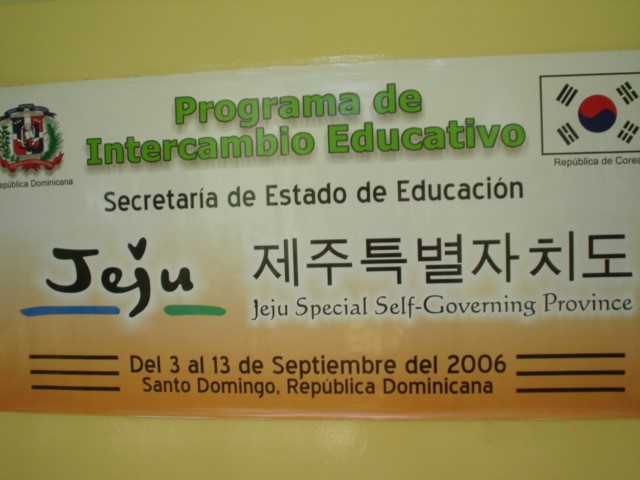 Programa de
Intercambio Educativo
República Dominicana
República de Corea
Secretaría de Estado de Educación
Jeju
제주특별자치도
Jeju Special Self-Governing Province
Del 3 al 13 de Septiembre del 2006
Santo Domingo, República Dominicana